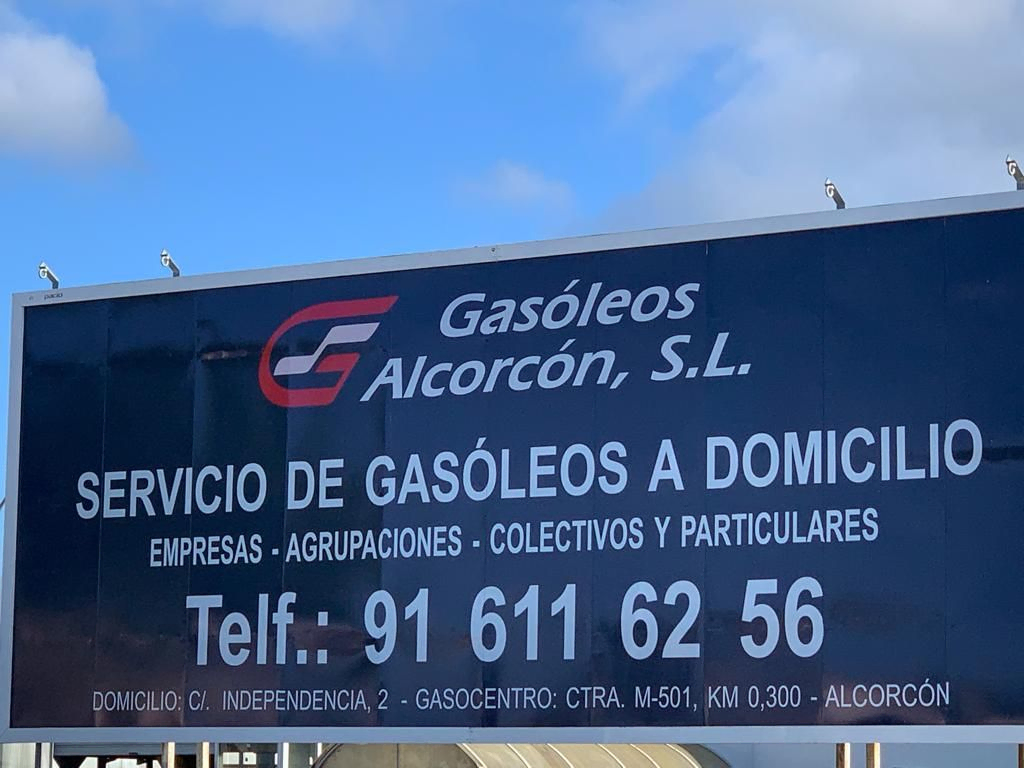 Gasóleos
Alcorcón, S.L.
SERVICIO DE GASÓLEOS A DOMICILIO
EMPRESAS - AGRUPACIONES - COLECTIVOS Y PARTICULARES
Telf.: 91 611 62 56
DOMICILIO: C/. INDEPENDENCIA, 2 - GASOCENTRO: CTRA. M-501, KM 0,300 - ALCORCÓN